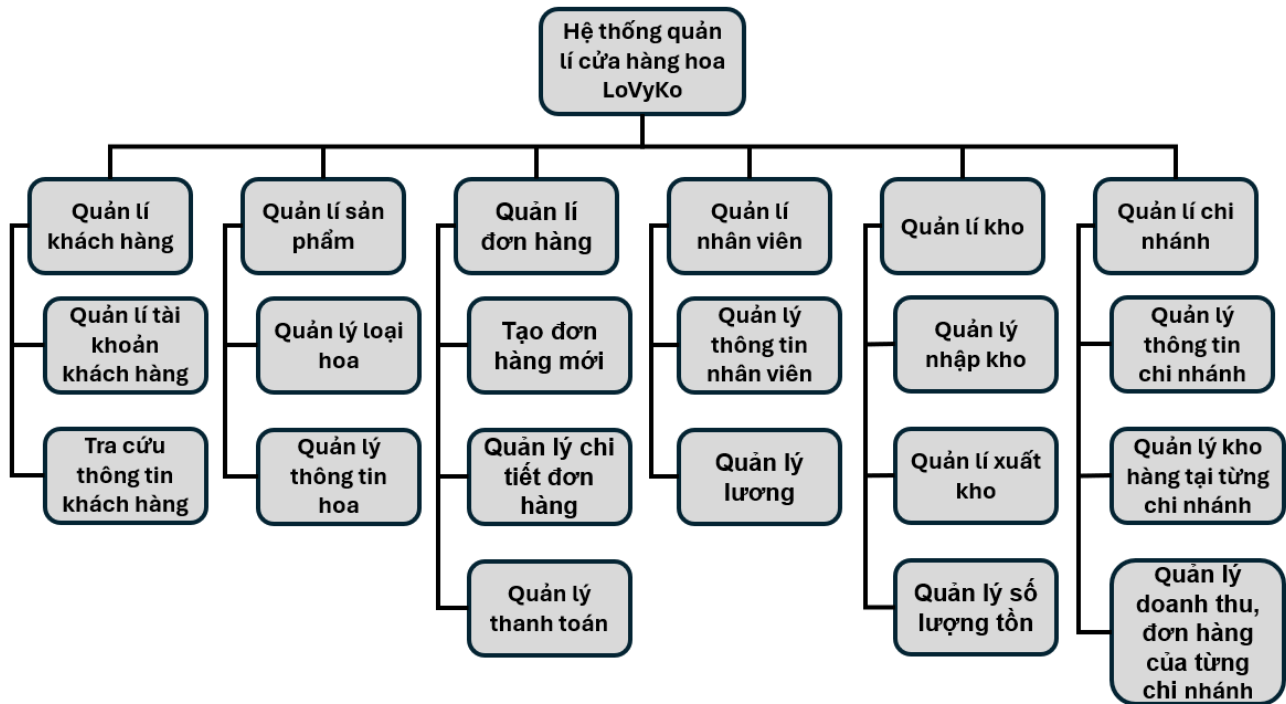 Hệ thống quản
lí cửa hàng hoa
LoVyKo
Quản lí
khách hàng
Quản lí tài
khoản
khách hàng
Tra cứu
thông tin
khách hàng
Quản lí sản
phẩm
Quản lý loại
hoa
Quản lý
thông tin
hoa
Quản lí
đơn hàng
Tạo đơn
hàng mới
Quản lý chi
tiết đơn
hàng
Quản lý
thanh toán
Quản lí
nhân viên
Quản lý
thông tin
nhân viên
Quản lý
lương
Quản lí kho
Quản lý
nhập kho
Quản lí xuất
kho
Quản lý số
lượng tồn
Quản lí chi
nhánh
Quản lý
thông tin
chi nhánh
Quản lý kho
hàng tại từng
chi nhánh
Quản lý
doanh thu,
đơn hàng
của từng
chi nhánh